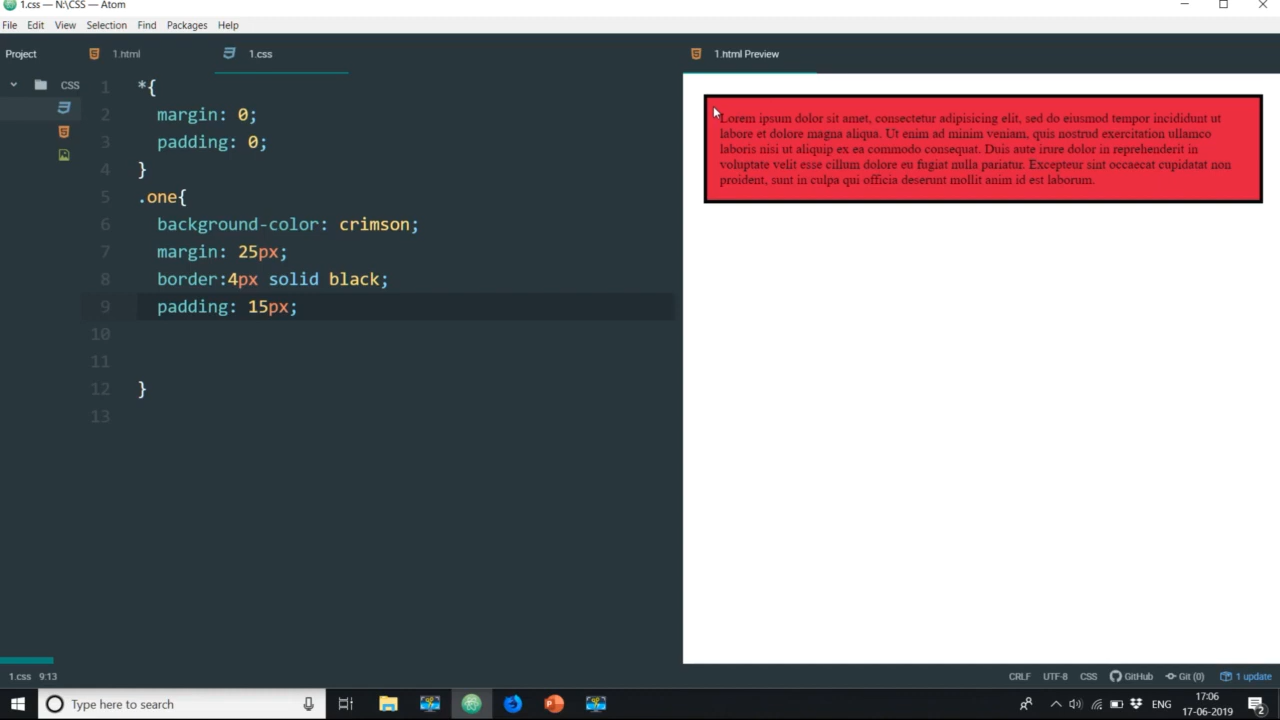 1.css — N:\CSS — Atom
File Edit View Selection Find Packages Help
Project 1.html 1.css 1.html Preview
CSS
1 *{
2 margin: 0;
3 padding: 0;
4 }
5 .one{
6 background-color: crimson;
7 margin: 25px;
8 border:4px solid black;
9 padding: 15px;
10
11
12 }
13
Lorem ipsum dolor sit amet, consectetur adipisicing elit, sed do eiusmod tempor incididunt ut
labore et dolore magna aliqua. Ut enim ad minim veniam, quis nostrud exercitation ullamco
laboris nisi ut aliquip ex ea commodo consequat. Duis aute irure dolor in reprehenderit in
voluptate velit esse cillum dolore eu fugiat nulla pariatur. Excepteur sint occaecat cupidatat non
proident, sunt in culpa qui officia deserunt mollit anim id est laborum.
1.css 9:13 CRLF UTF-8 CSS GitHub Git (0) 1 update
Type here to search
ENG
17:06
17-06-2019
2